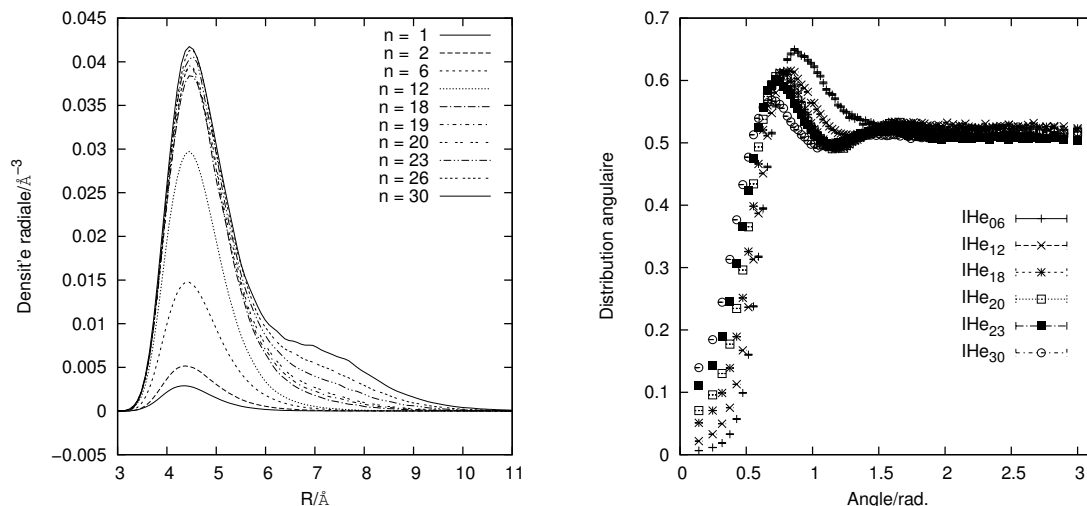 0.045
0.04
0.035
0.03
0.025
0.02
0.015
0.01
0.005
0
−0.005
3 4 5 6 7 8 9 10 11
R/Å
Densit'e radiale/Å⁻³
n = 1
n = 2
n = 6
n = 12
n = 18
n = 19
n = 20
n = 23
n = 26
n = 30
0.7
0.6
0.5
0.4
0.3
0.2
0.1
0
0 0.5 1 1.5 2 2.5 3
Angle/rad.
Distribution angulaire
IHe₀₆
IHe₁₂
IHe₁₈
IHe₂₀
IHe₂₃
IHe₃₀